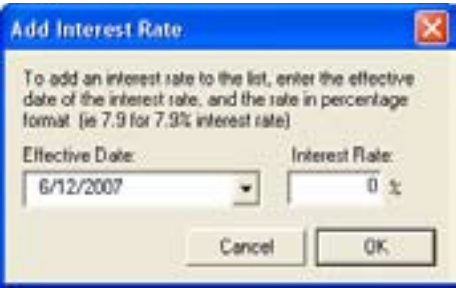 Add Interest Rate
To add an interest rate to the list, enter the effective
date of the interest rate, and the rate in percentage
format (ie 7.9 for 7.9% interest rate)
Effective Date: Interest Rate:
6/12/2007 0 %
Cancel OK